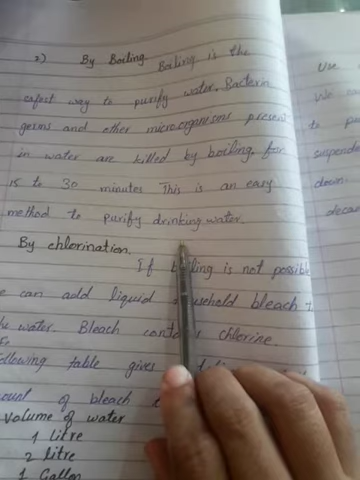 2) By Boiling. Boiling is the
safest way to purify water. Bacteria
germs and other microorganisms present
in water are killed by boiling for
15 to 30 minutes This is an easy
method to purify drinking water.
By chlorination.
If boiling is not possible
can add liquid household bleach
water. Bleach contains chlorine.
following table gives
of bleach
Volume of water
1 litre
2 litre
1 Gallon
Use
We
to